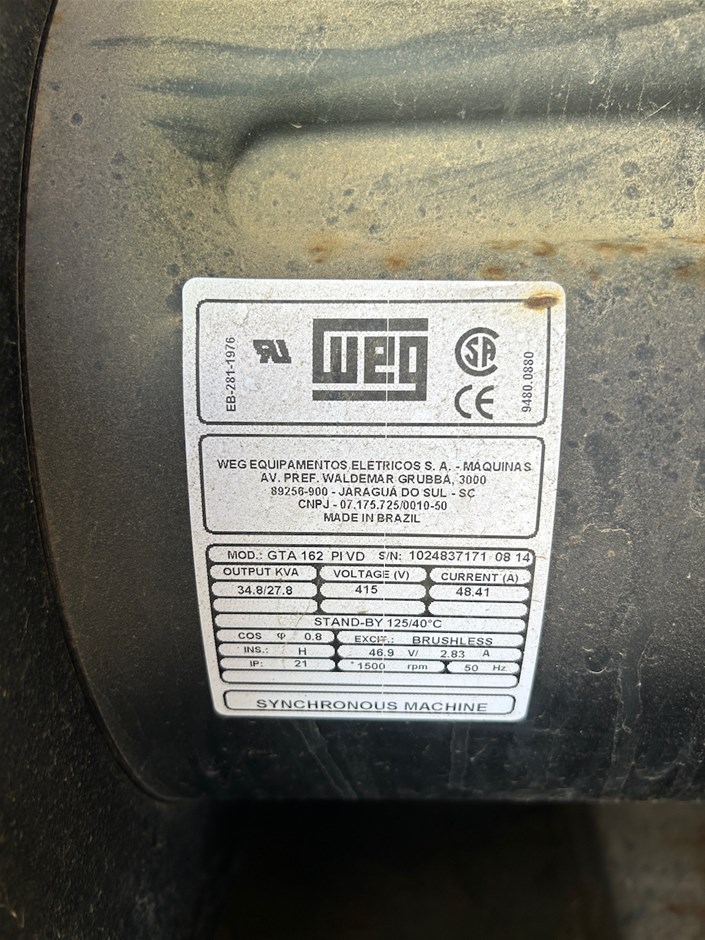 EB-281-1976
weg
SA
CE
9480.0880
WEG EQUIPAMENTOS ELETRICOS S. A. - MÁQUINAS
AV. PREF. WALDEMAR GRUBBA, 3000
89256-900 - JARAGUÁ DO SUL - SC
CNPJ - 07.175.725/0010-50
MADE IN BRAZIL
MOD.: GTA 162 PI VD S/N: 1024837171 08 14
OUTPUT KVA VOLTAGE (V) CURRENT (A)
34.8/27.8 415 48.41
STAND-BY 125/40°C
COS φ 0.8 EXCIT.: BRUSHLESS
INS.: H 46.9 V/ 2.83 A
IP: 21 1500 rpm 50 Hz
SYNCHRONOUS MACHINE